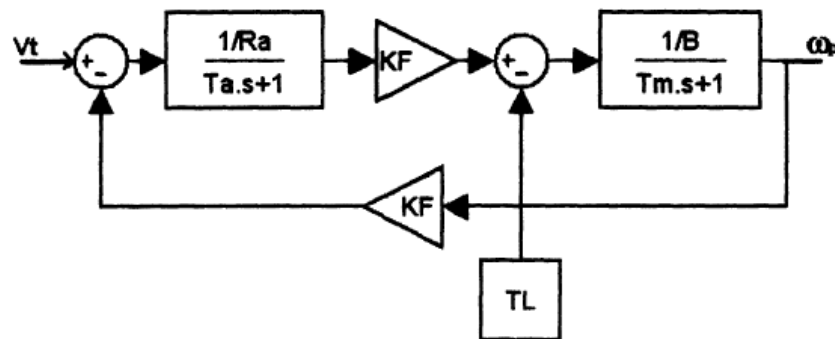 Vt
+
-
1/Ra
Ta.s+1
KF
+
-
1/B
Tm.s+1
KF
TL